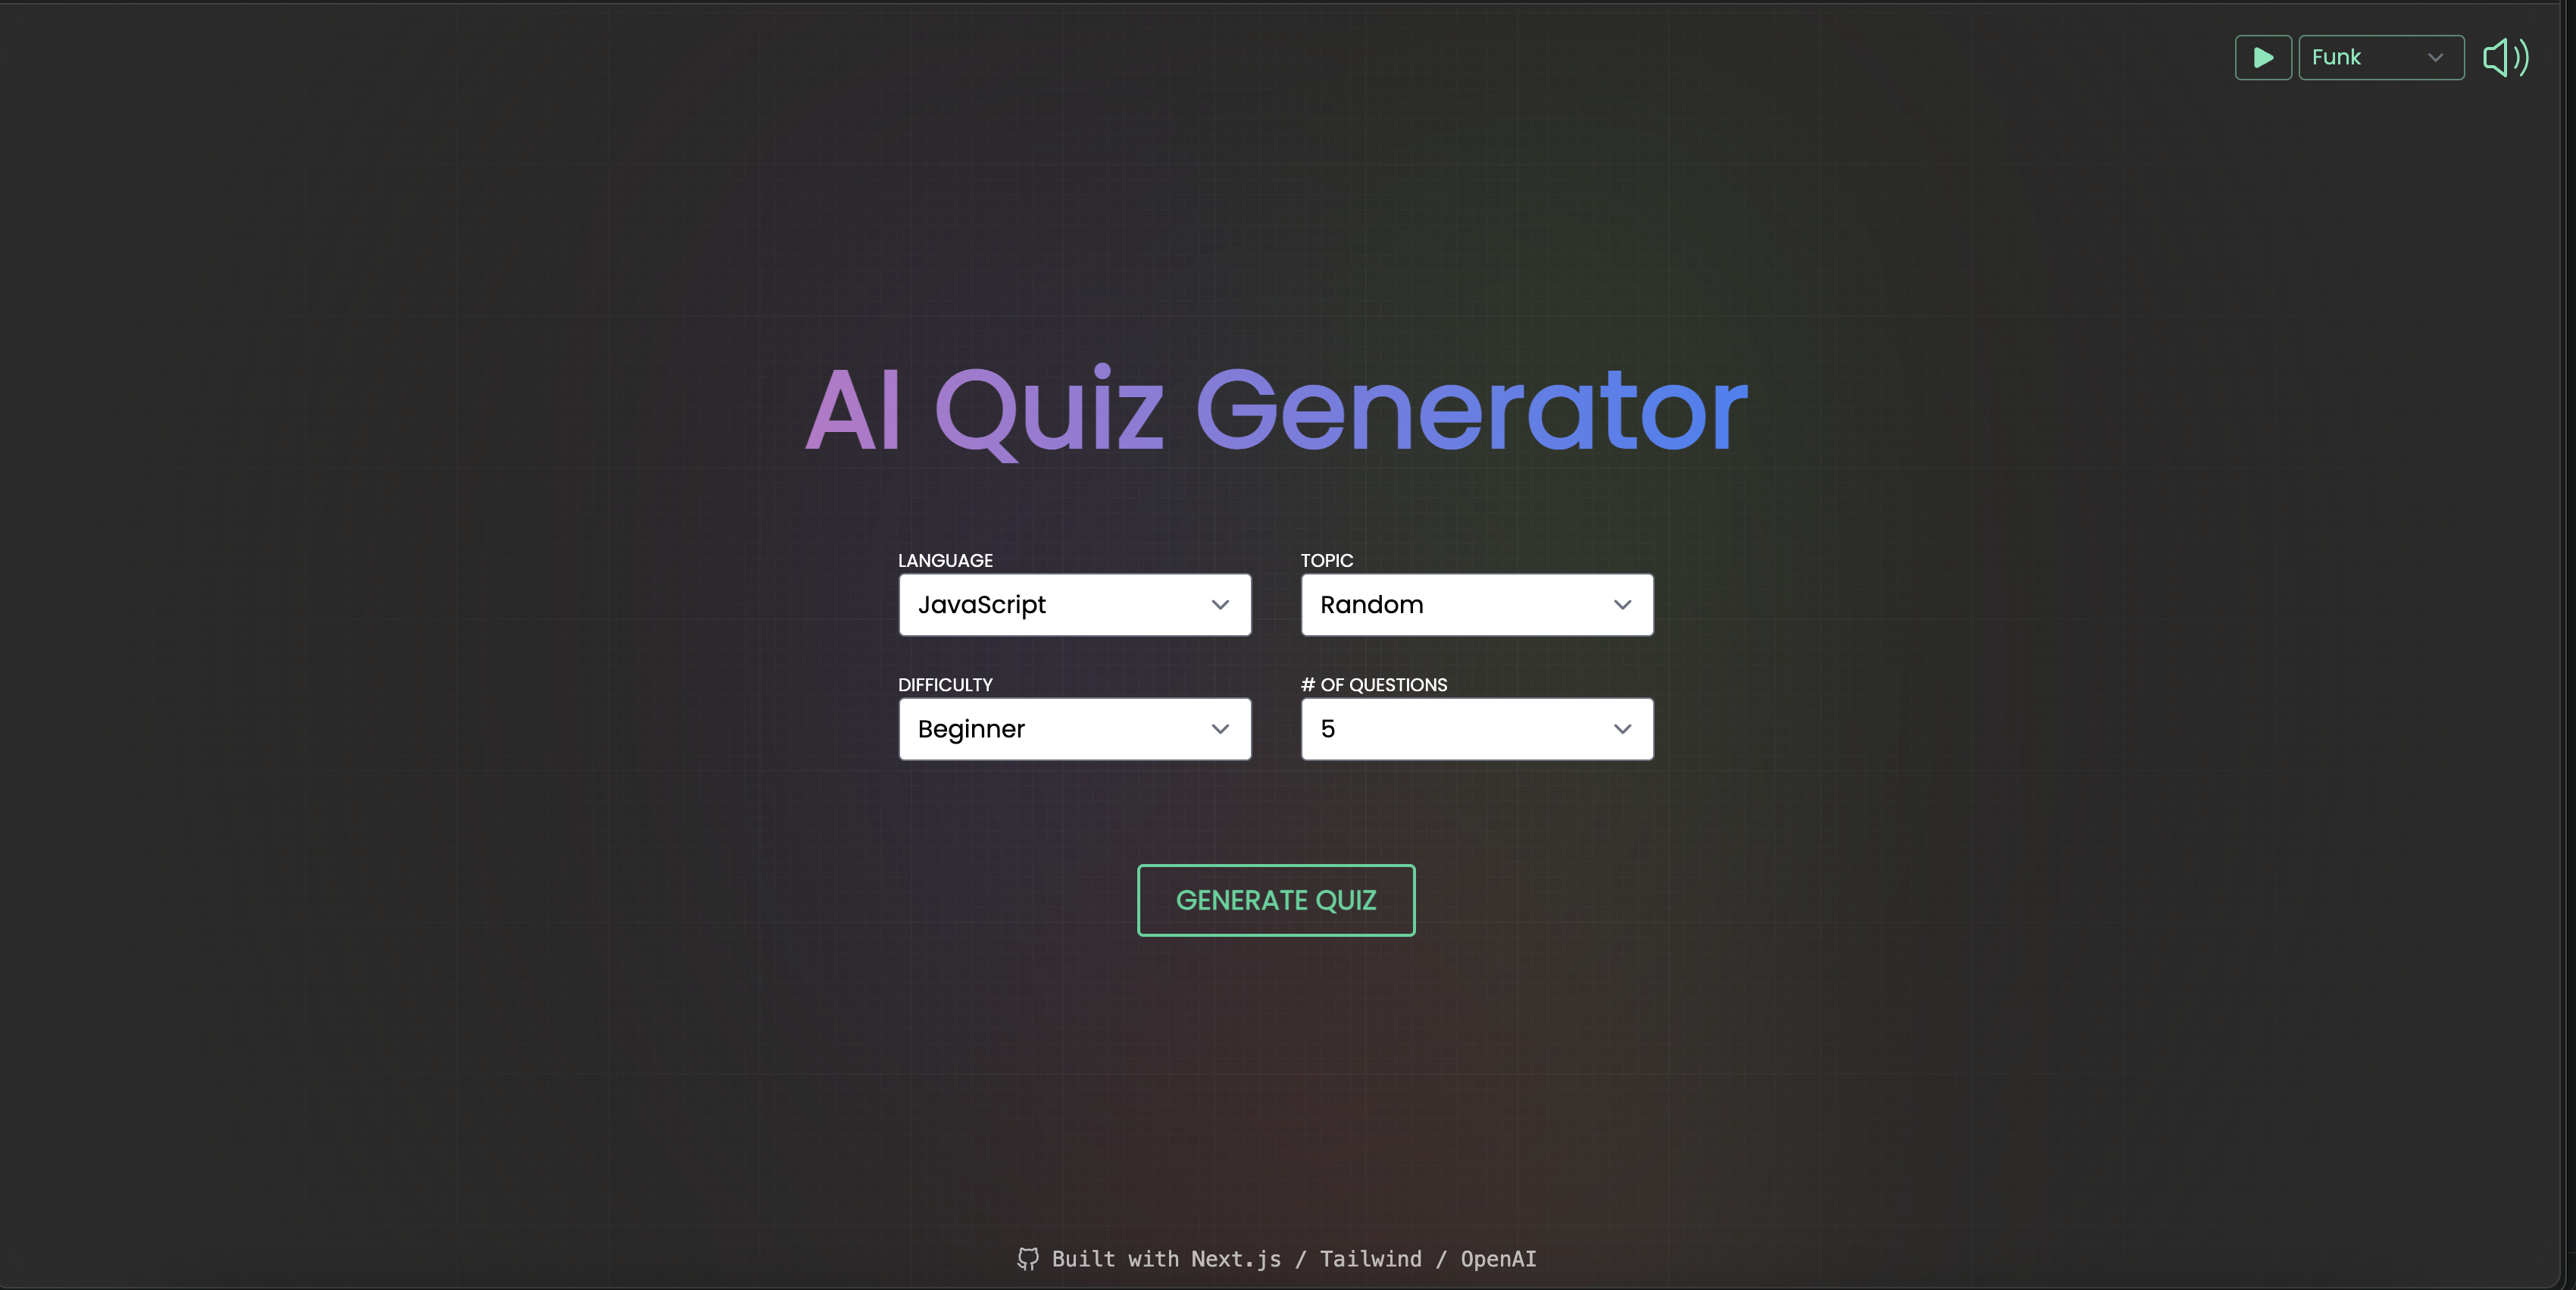 Funk
AI Quiz Generator
LANGUAGE
JavaScript
TOPIC
Random
DIFFICULTY
Beginner
# OF QUESTIONS
5
GENERATE QUIZ
Built with Next.js / Tailwind / OpenAI